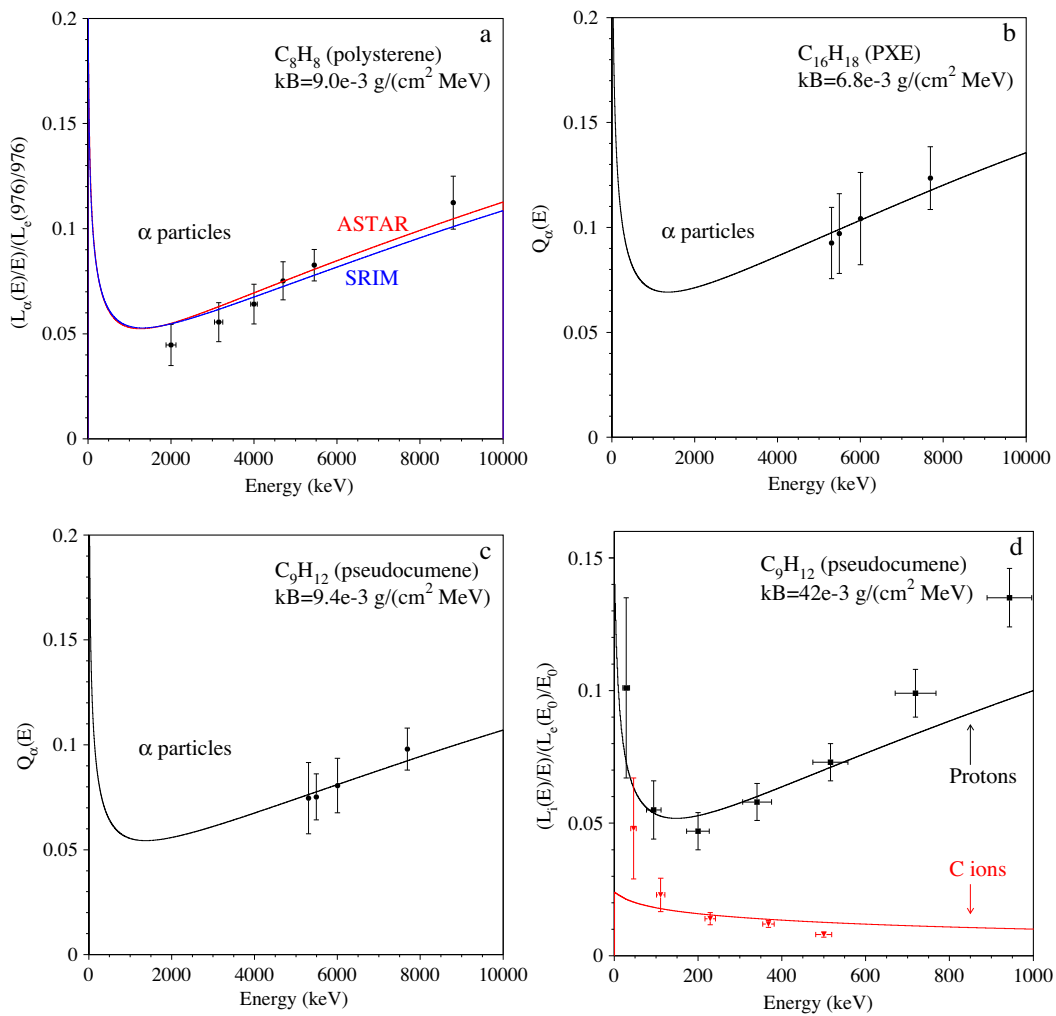 a
C₈H₈ (polysterene)
kB=9.0e-3 g/(cm² MeV)
α particles
ASTAR
SRIM
0.2
0.15
0.1
0.05
0
0 2000 4000 6000 8000 10000
Energy (keV)
(Lα(E)/E)/(Lₑ(976)/976)
b
C₁₆H₁₈ (PXE)
kB=6.8e-3 g/(cm² MeV)
α particles
0.2
0.15
0.1
0.05
0
0 2000 4000 6000 8000 10000
Energy (keV)
Qα(E)
c
C₉H₁₂ (pseudocumene)
kB=9.4e-3 g/(cm² MeV)
α particles
0.2
0.15
0.1
0.05
0
0 2000 4000 6000 8000 10000
Energy (keV)
Qα(E)
d
C₉H₁₂ (pseudocumene)
kB=42e-3 g/(cm² MeV)
Protons
C ions
0.15
0.1
0.05
0
0 200 400 600 800 1000
Energy (keV)
(Lᵢ(E)/E)/(Lₑ(E₀)/E₀)